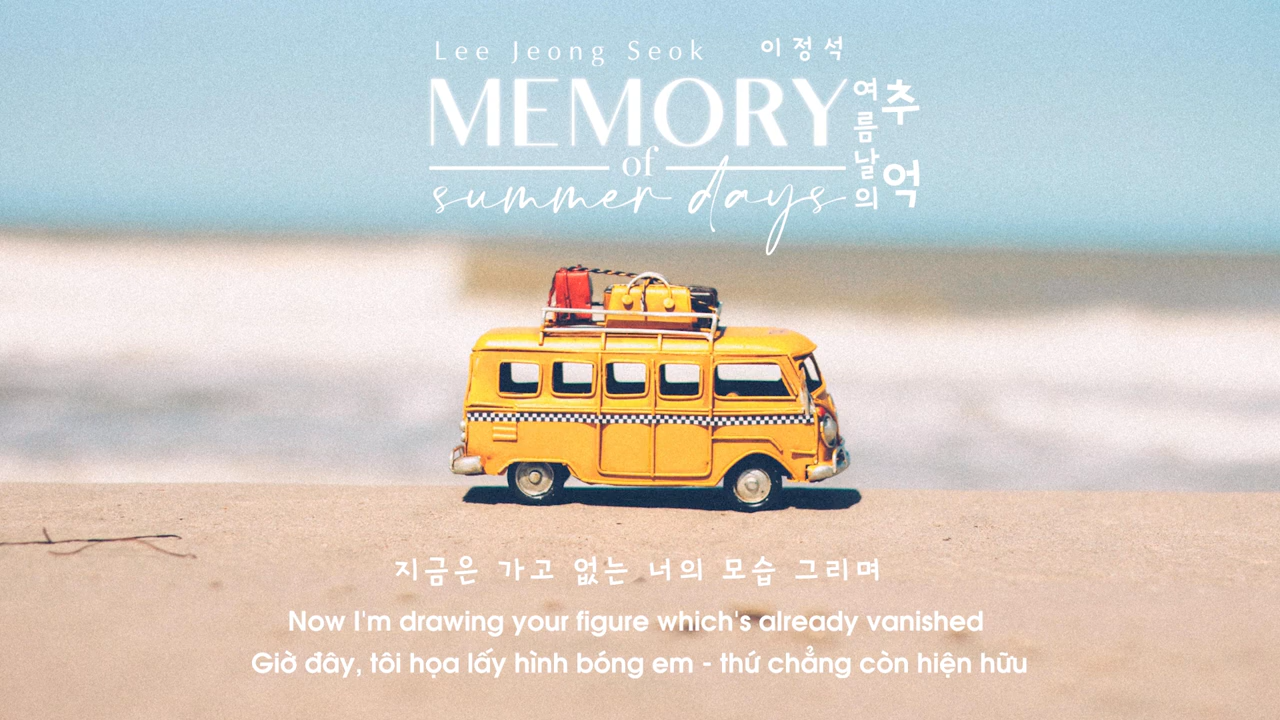 Lee Jeong Seok 이정석
MEMORY
of
summer days
여름날의
추억
지금은 가고 없는 너의 모습 그리며
Now I'm drawing your figure which's already vanished
Giờ đây, tôi họa lấy hình bóng em - thứ chẳng còn hiện hữu